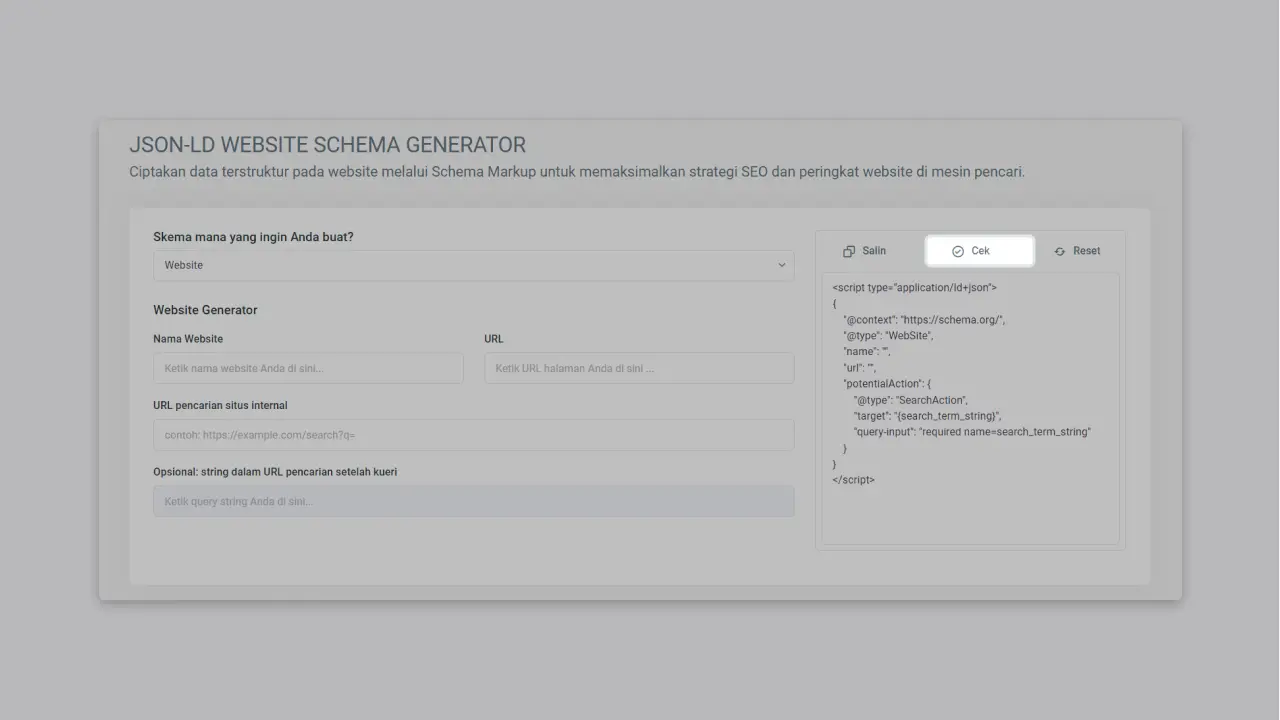 JSON-LD WEBSITE SCHEMA GENERATOR
Ciptakan data terstruktur pada website melalui Schema Markup untuk memaksimalkan strategi SEO dan peringkat website di mesin pencari.
Skema mana yang ingin Anda buat?
Website
Website Generator
Nama Website
URL
Ketik nama website Anda di sini...
Ketik URL halaman Anda di sini ...
URL pencarian situs internal
contoh: https://example.com/search?q=
Opsional: string dalam URL pencarian setelah kueri
Ketik query string Anda di sini...
Salin
Cek
Reset
<script type="application/ld+json">
{
"@context": "https://schema.org/",
"@type": "WebSite",
"name": "",
"url": "",
"potentialAction": {
"@type": "SearchAction",
"target": "{search_term_string}",
"query-input": "required name=search_term_string"
}
}
</script>